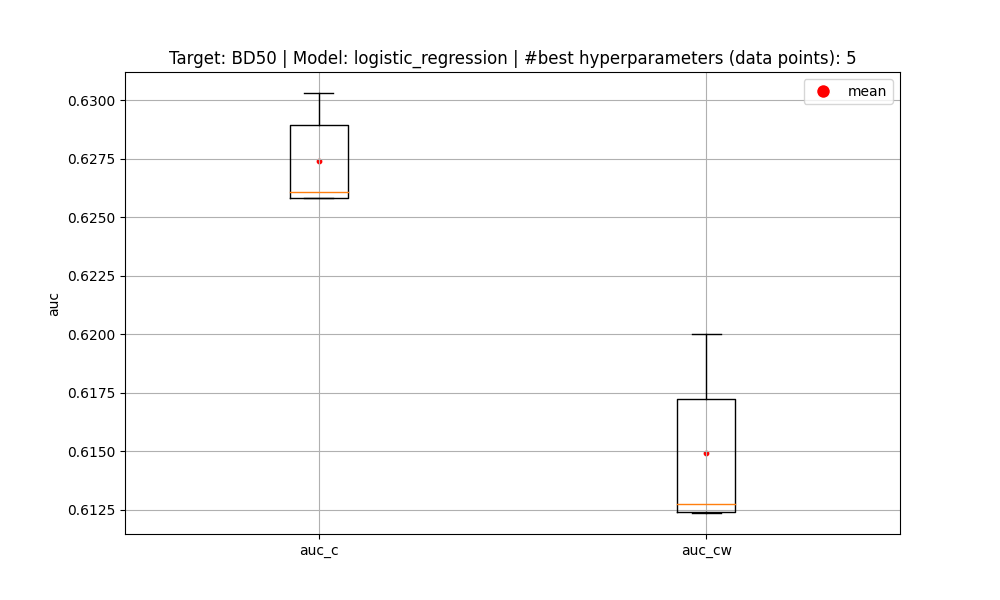 Target: BD50 | Model: logistic_regression | #best hyperparameters (data points): 5
mean
0.6300
0.6275
0.6250
0.6225
0.6200
0.6175
0.6150
0.6125
auc
auc_c
auc_cw